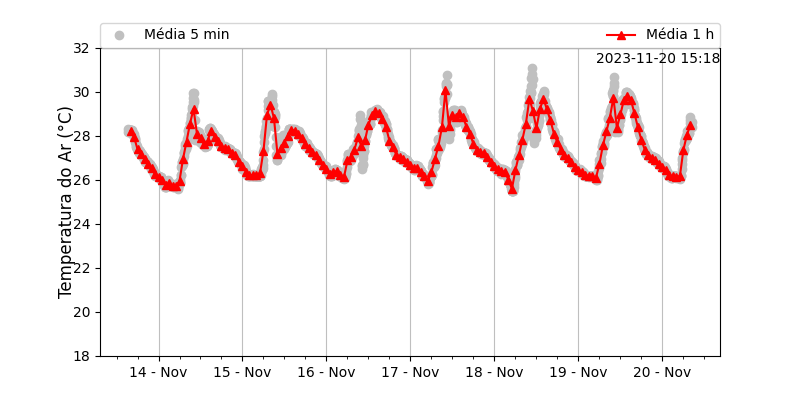 Média 5 min
Média 1 h
2023-11-20 15:18
Temperatura do Ar (°C)
32
30
28
26
24
22
20
18
14 - Nov
15 - Nov
16 - Nov
17 - Nov
18 - Nov
19 - Nov
20 - Nov